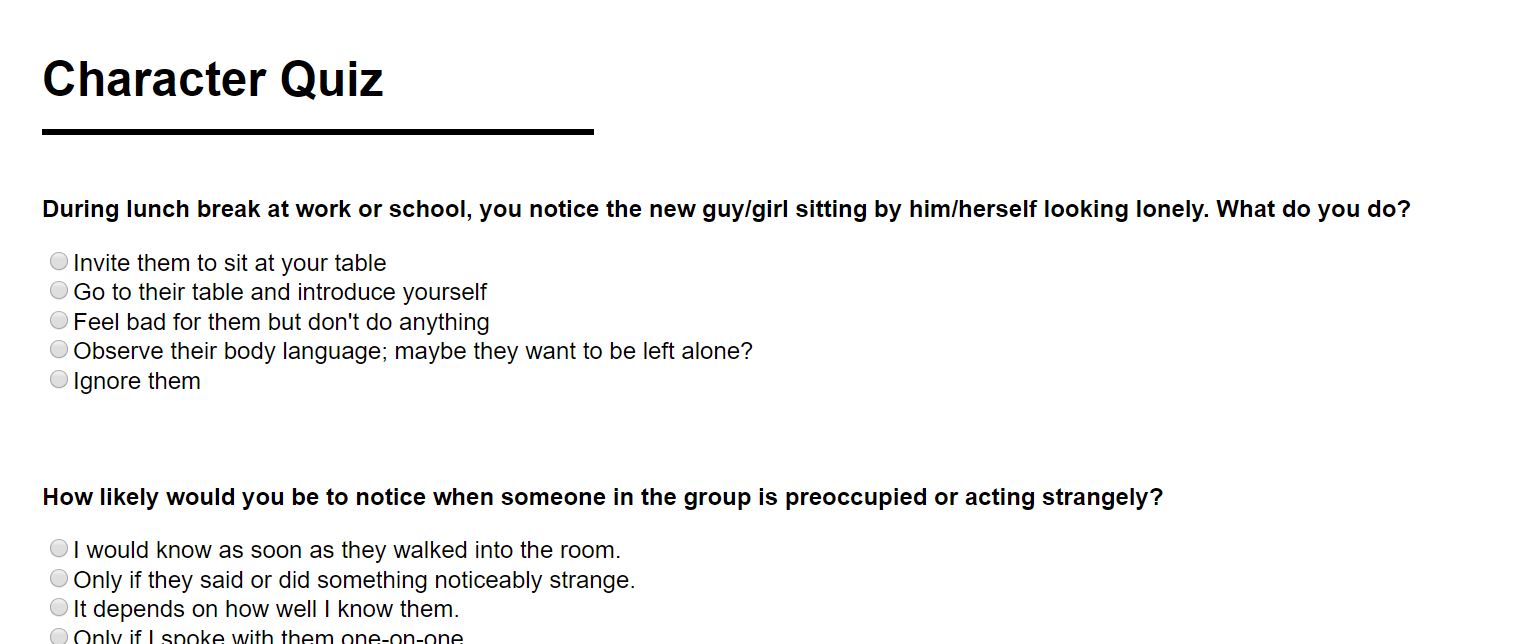 Character Quiz
During lunch break at work or school, you notice the new guy/girl sitting by him/herself looking lonely. What do you do?
Invite them to sit at your table
Go to their table and introduce yourself
Feel bad for them but don't do anything
Observe their body language; maybe they want to be left alone?
Ignore them
How likely would you be to notice when someone in the group is preoccupied or acting strangely?
I would know as soon as they walked into the room.
Only if they said or did something noticeably strange.
It depends on how well I know them.
Only if I spoke with them one-on-one